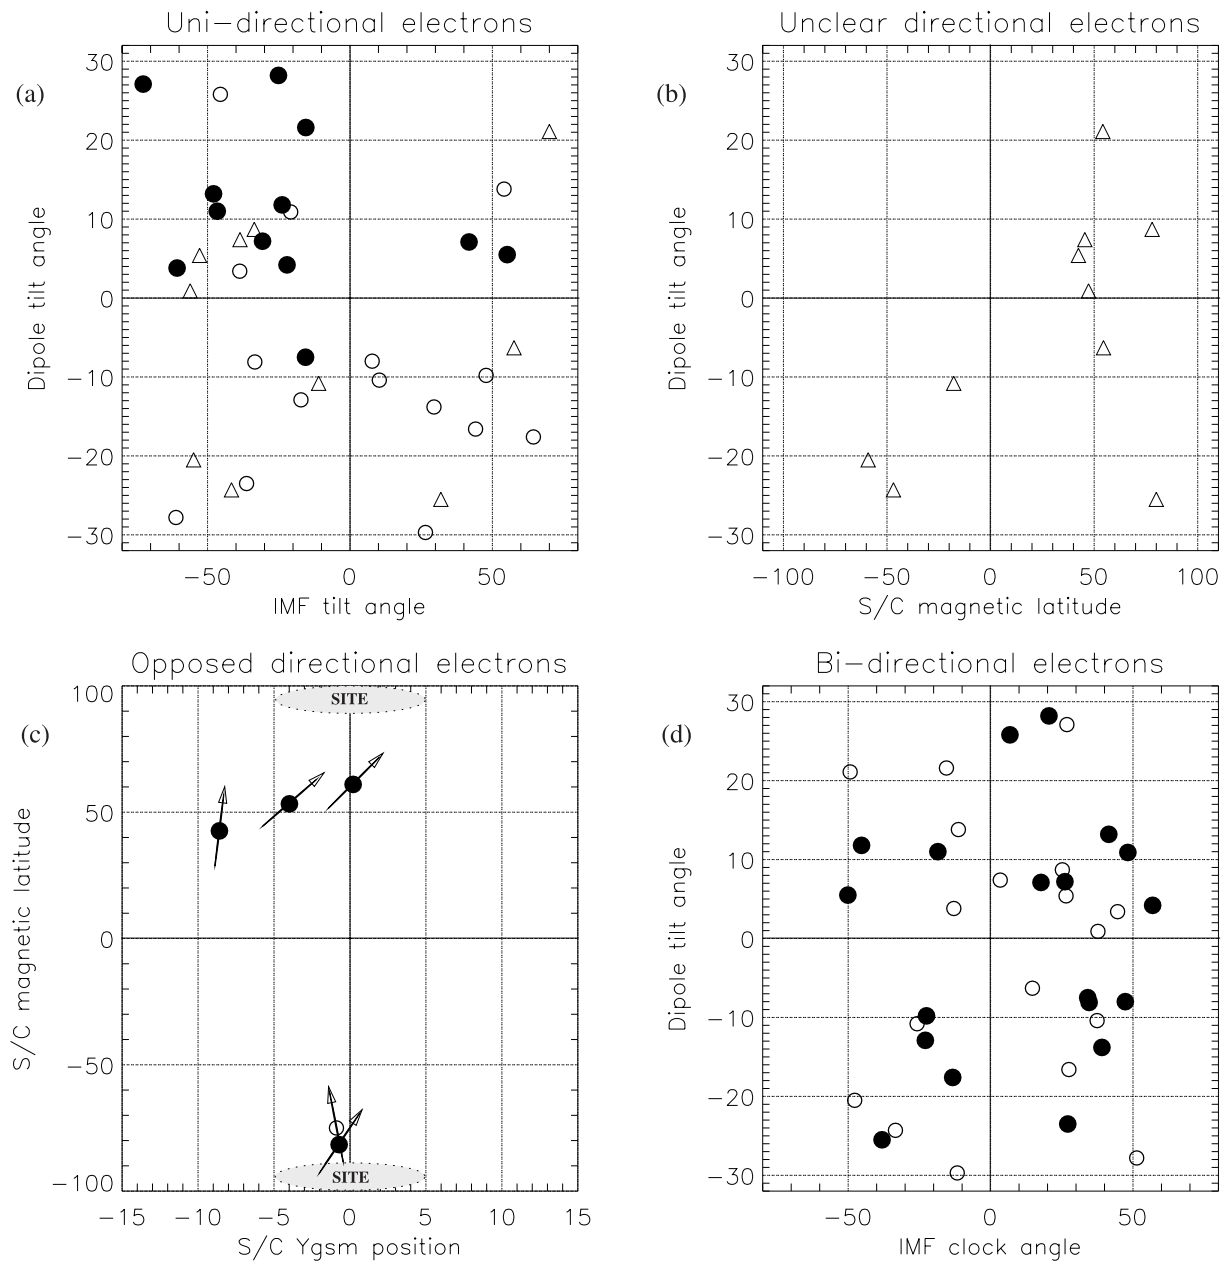 Uni-directional electrons
(a)
30
20
10
0
-10
-20
-30
Dipole tilt angle
-50 0 50
IMF tilt angle
Unclear directional electrons
(b)
30
20
10
0
-10
-20
-30
Dipole tilt angle
-100 -50 0 50 100
S/C magnetic latitude
Opposed directional electrons
(c)
100
50
0
-50
-100
S/C magnetic latitude
SITE
SITE
-15 -10 -5 0 5 10 15
S/C Ygsm position
Bi-directional electrons
(d)
30
20
10
0
-10
-20
-30
Dipole tilt angle
-50 0 50
IMF clock angle